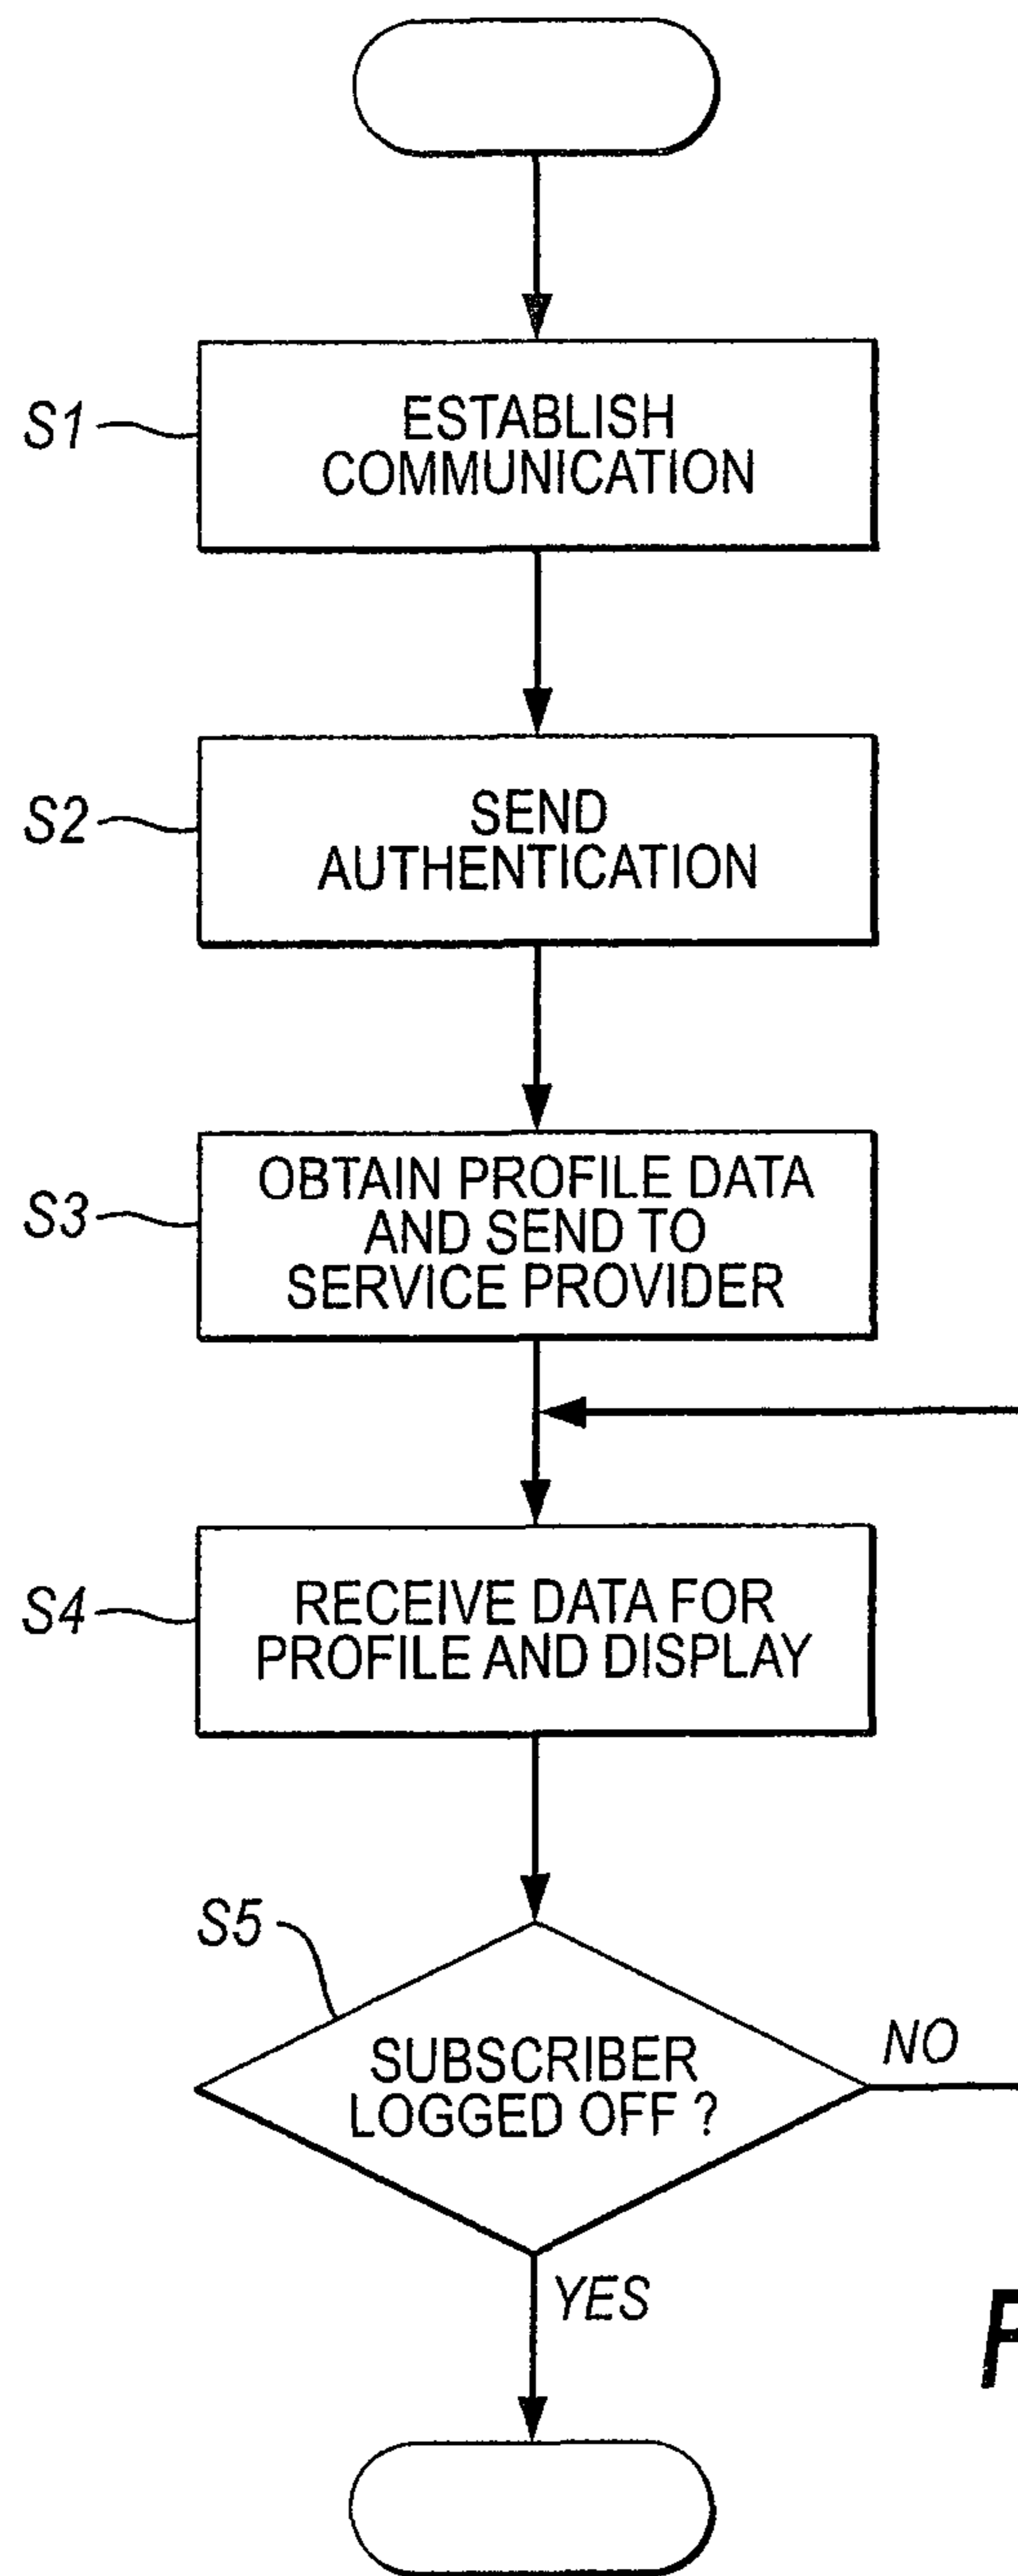 S1
ESTABLISH
COMMUNICATION
S2
SEND
AUTHENTICATION
S3
OBTAIN PROFILE DATA
AND SEND TO
SERVICE PROVIDER
S4
RECEIVE DATA FOR
PROFILE AND DISPLAY
S5
SUBSCRIBER
LOGGED OFF ?
NO
YES